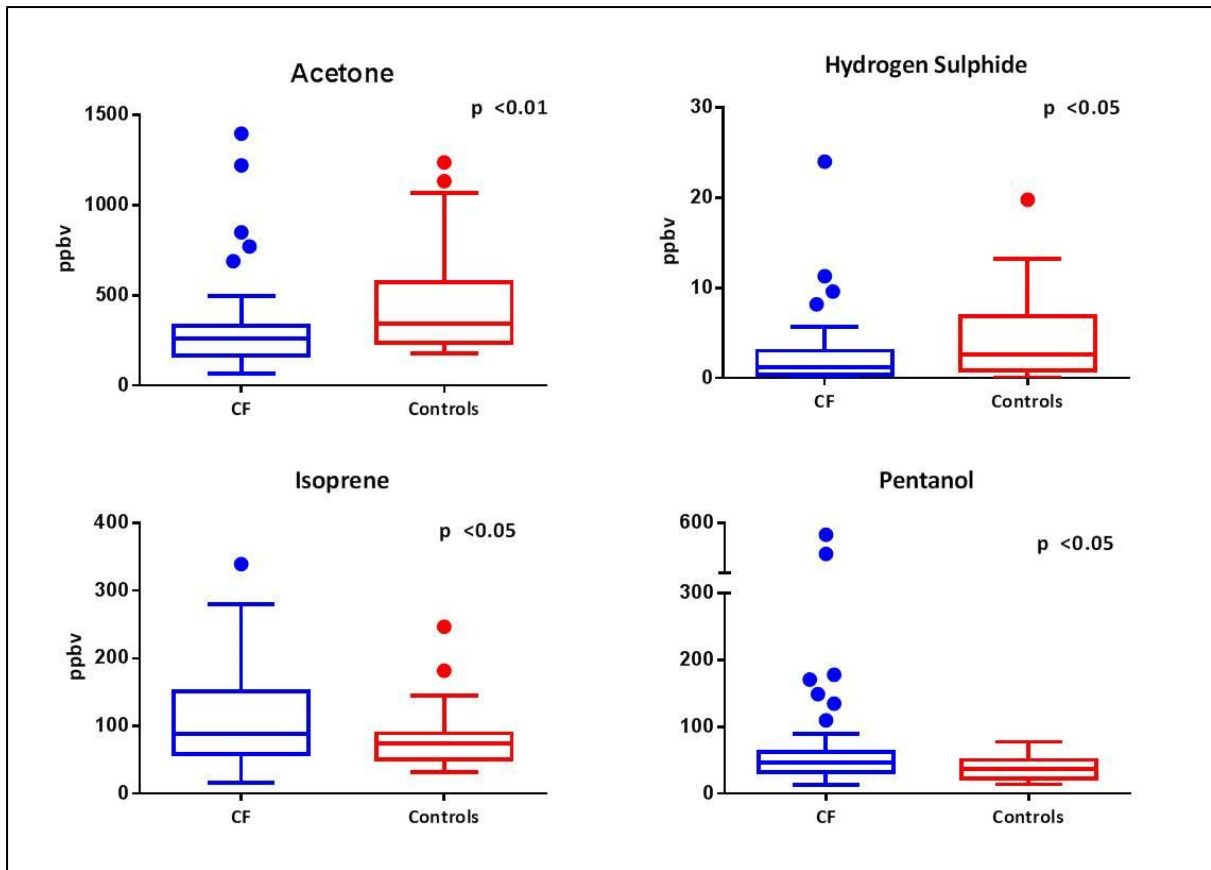 Acetone
p <0.01
1500
1000
500
0
ppbv
CF
Controls
Hydrogen Sulphide
p <0.05
30
20
10
0
ppbv
CF
Controls
Isoprene
p <0.05
400
300
200
100
0
ppbv
CF
Controls
Pentanol
p <0.05
600
300
200
100
0
CF
Controls